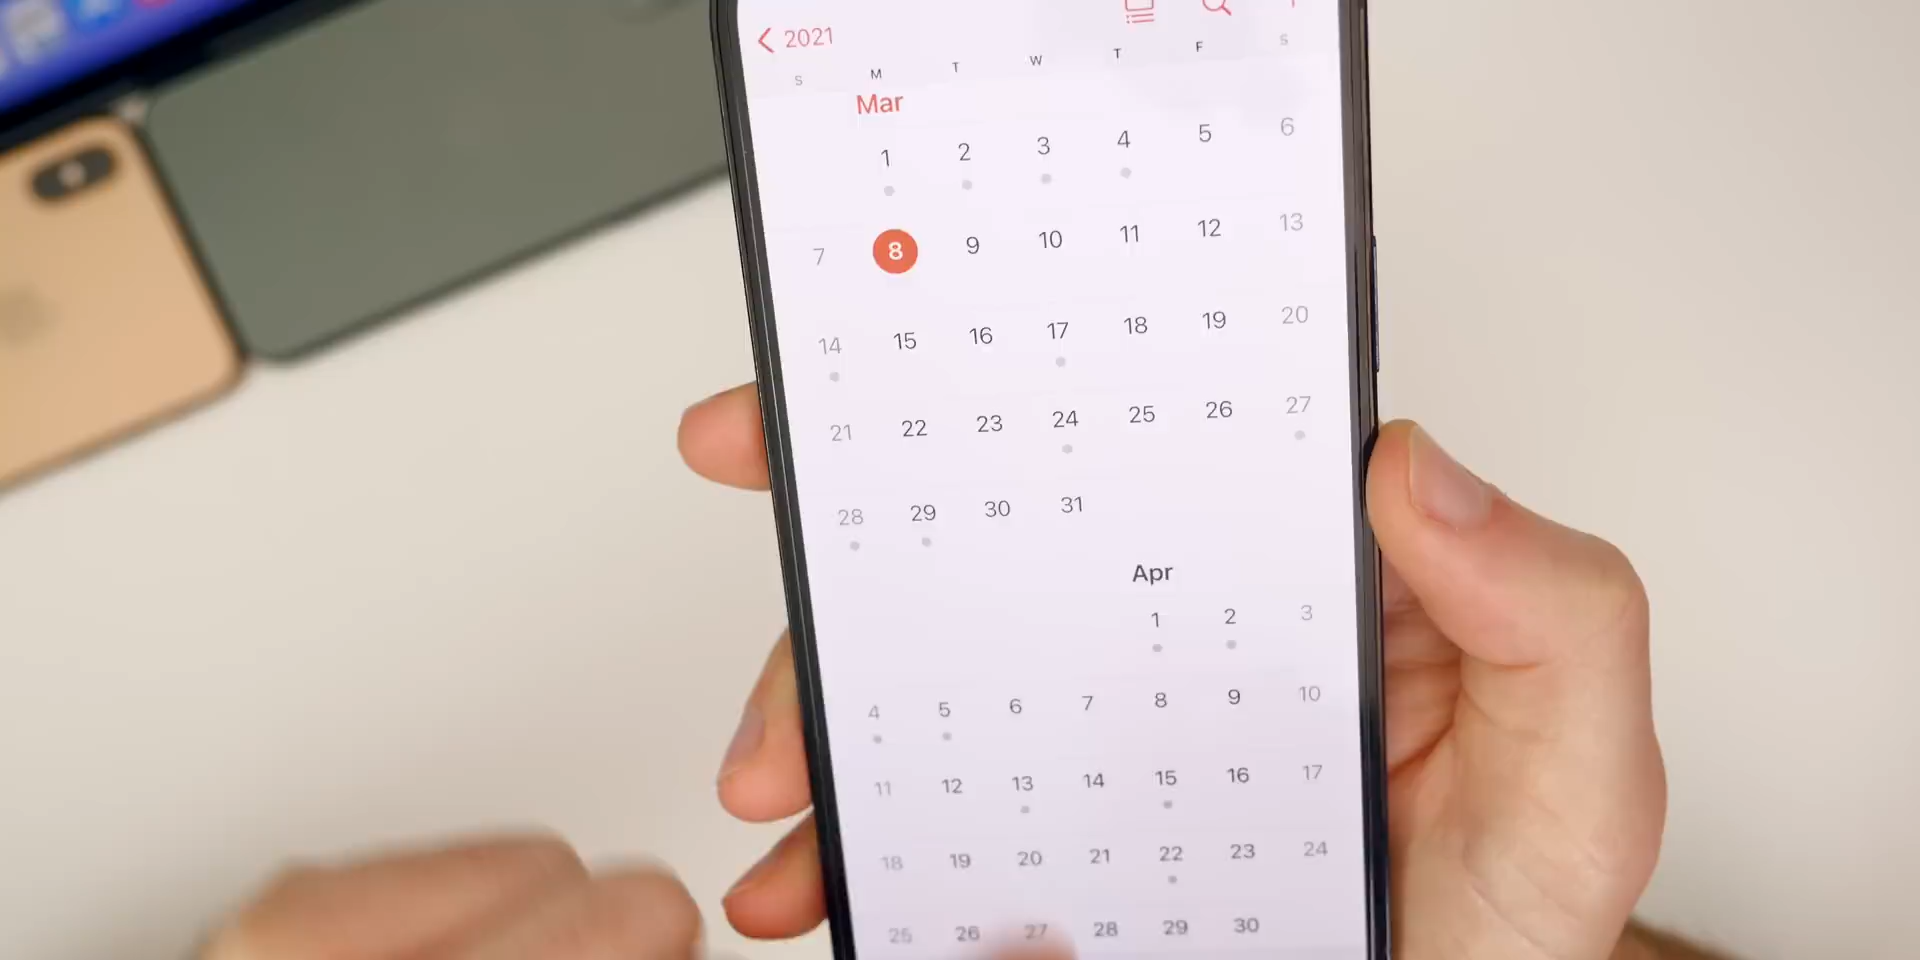 2021
S M T W T F S
Mar
1 2 3 4 5 6
7 8 9 10 11 12 13
14 15 16 17 18 19 20
21 22 23 24 25 26 27
28 29 30 31
Apr
1 2 3
4 5 6 7 8 9 10
11 12 13 14 15 16 17
18 19 20 21 22 23 24
25 26 27 28 29 30